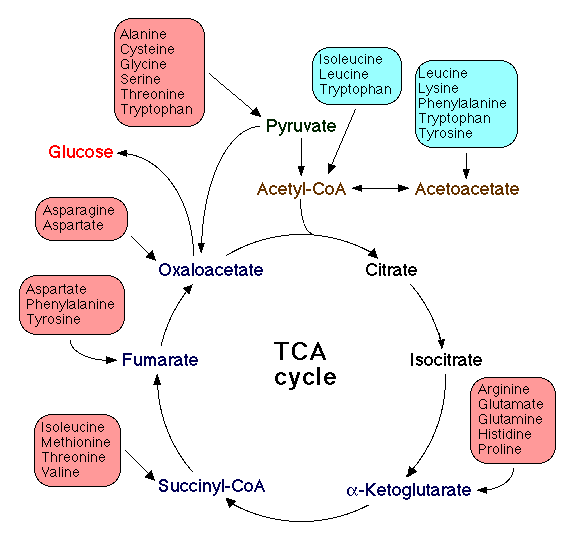 Alanine
Cysteine
Glycine
Serine
Threonine
Tryptophan
Isoleucine
Leucine
Tryptophan
Leucine
Lysine
Phenylalanine
Tryptophan
Tyrosine
Pyruvate
Glucose
Acetyl-CoA
Acetoacetate
Asparagine
Aspartate
Oxaloacetate
Citrate
Aspartate
Phenylalanine
Tyrosine
Fumarate
TCA
cycle
Isocitrate
Arginine
Glutamate
Glutamine
Histidine
Proline
Isoleucine
Methionine
Threonine
Valine
Succinyl-CoA
α-Ketoglutarate